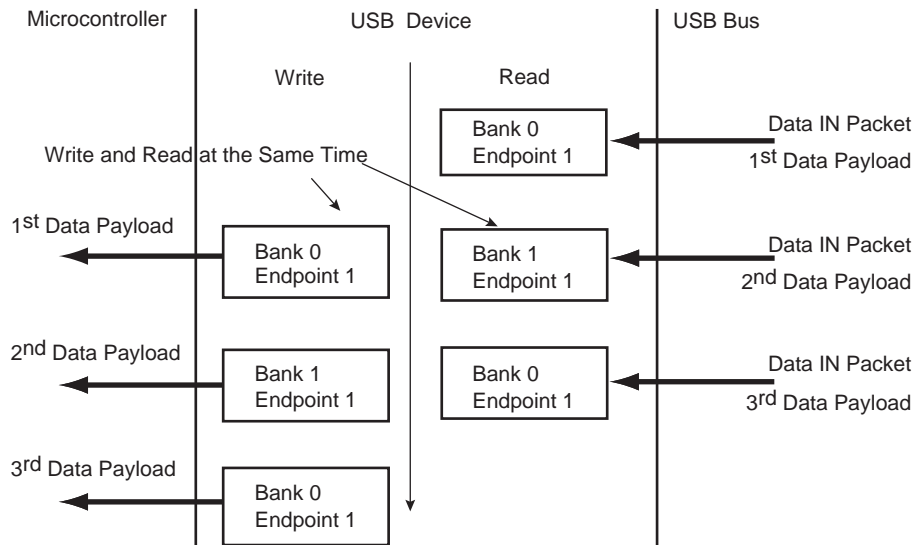 Microcontroller
USB Device
USB Bus
Write
Read
Bank 0
Endpoint 1
Data IN Packet
1st Data Payload
Write and Read at the Same Time
1st Data Payload
Bank 0
Endpoint 1
Bank 1
Endpoint 1
Data IN Packet
2nd Data Payload
2nd Data Payload
Bank 1
Endpoint 1
Bank 0
Endpoint 1
Data IN Packet
3rd Data Payload
3rd Data Payload
Bank 0
Endpoint 1